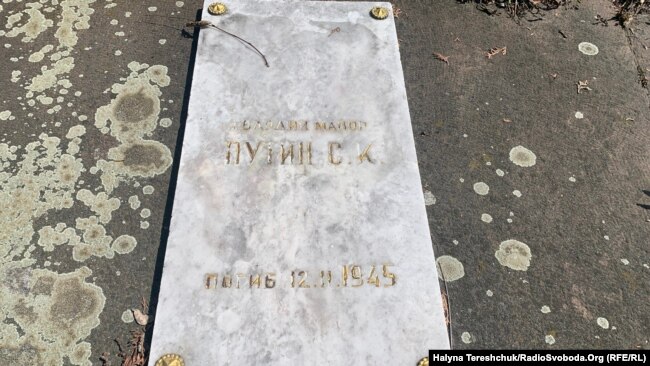 ГВАРДИИ МАЙОР
ПУТИН С.К.
ПОГИБ 12.II.1945
Halyna Tereshchuk/RadioSvoboda.Org (RFE/RL)